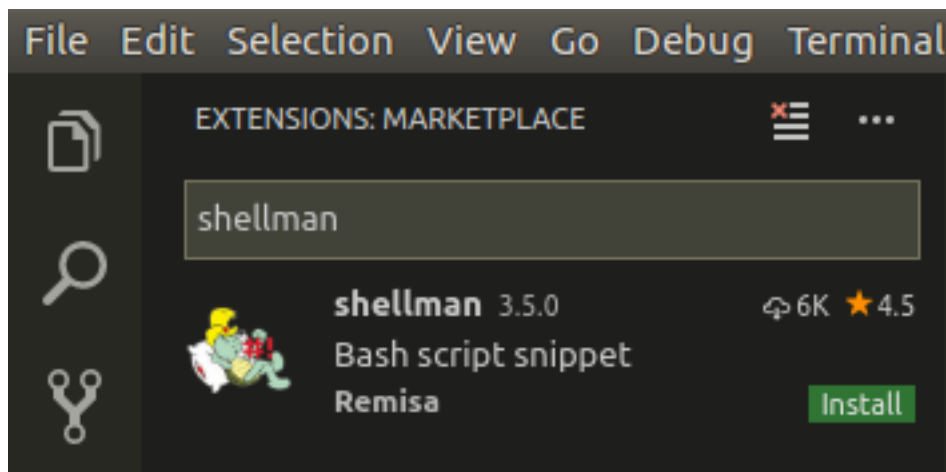 File Edit Selection View Go Debug Terminal
EXTENSIONS: MARKETPLACE
shellman
shellman 3.5.0 6K ★4.5
#!
Bash script snippet
Remisa Install